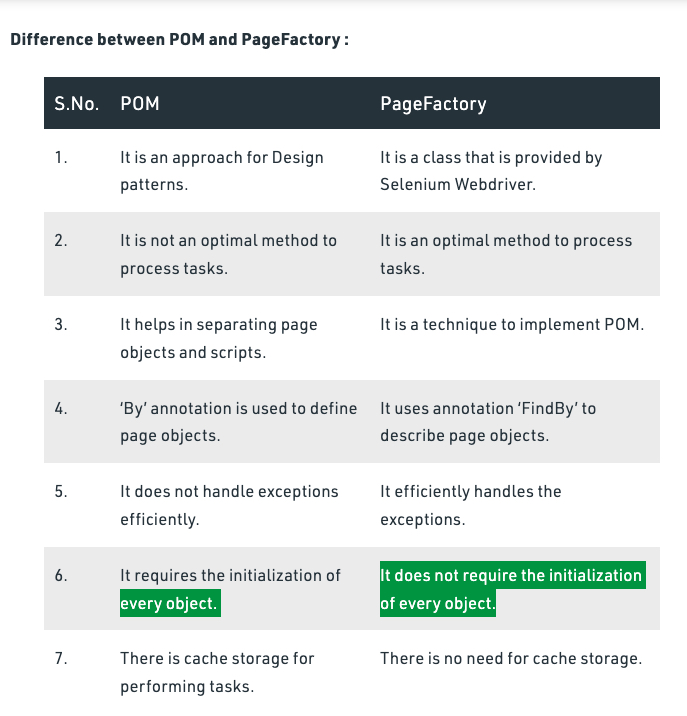 Difference between POM and PageFactory :
S.No. POM PageFactory
1. It is an approach for Design It is a class that is provided by
patterns. Selenium Webdriver.
2. It is not an optimal method to It is an optimal method to process
process tasks. tasks.
3. It helps in separating page It is a technique to implement POM.
objects and scripts.
4. ‘By’ annotation is used to define It uses annotation ‘FindBy’ to
page objects. describe page objects.
5. It does not handle exceptions It efficiently handles the
efficiently. exceptions.
6. It requires the initialization of It does not require the initialization
every object. of every object.
7. There is cache storage for There is no need for cache storage.
performing tasks.